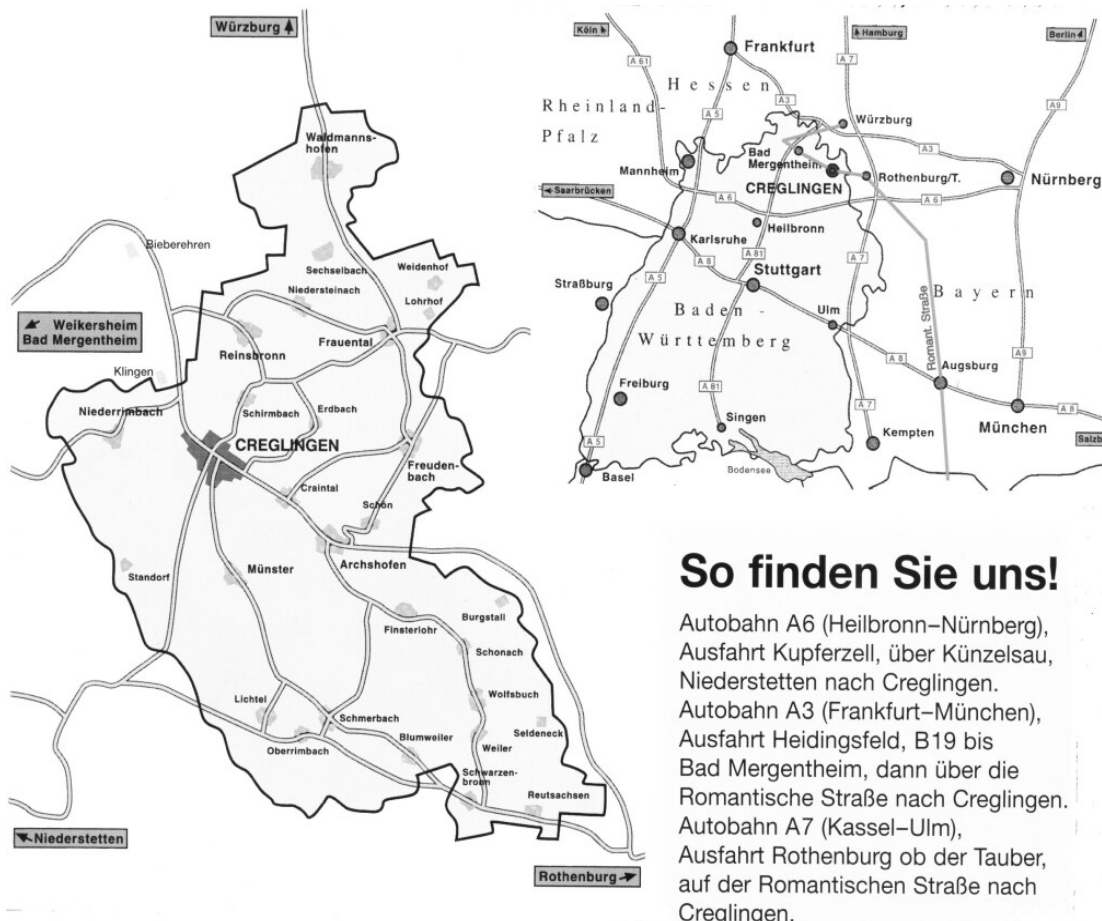 Würzburg
Waldmanns-
hofen
Bieberehren
Sechselbach
Weidenhof
Niedersteinach
Lohrhof
Weikersheim
Bad Mergentheim
Reinsbronn
Frauental
Klingen
Niederrimbach
Schirmbach
Erdbach
CREGLINGEN
Freuden-
bach
Craintal
Schön
Standorf
Münster
Archshofen
Finsterlohr
Burgstall
Schonach
Lichtel
Wolfsbuch
Schmerbach
Seldeneck
Oberrimbach
Blumweiler
Weiler
Schwarzen-
bronn
Reutsachsen
Niederstetten
Rothenburg
Köln
Hamburg
Berlin
Frankfurt
A 61
A 7
Hessen
A 3
A9
Rheinland-
Pfalz
A 5
Würzburg
A3
Bad
Mergentheim
Mannheim
CREGLINGEN
Rothenburg/T.
Nürnberg
Saarbrücken
A 6
A 6
Heilbronn
Karlsruhe
A 8
A 81
A 7
Stuttgart
A 5
Straßburg
Baden -
Württemberg
Bayern
Ulm
Romant. Straße
A 8
A9
Augsburg
Freiburg
A 81
Singen
A 7
Kempten
München
A 8
Salzb
A 5
Basel
Bodensee
So finden Sie uns!
Autobahn A6 (Heilbronn–Nürnberg),
Ausfahrt Kupferzell, über Künzelsau,
Niederstetten nach Creglingen.
Autobahn A3 (Frankfurt–München),
Ausfahrt Heidingsfeld, B19 bis
Bad Mergentheim, dann über die
Romantische Straße nach Creglingen.
Autobahn A7 (Kassel–Ulm),
Ausfahrt Rothenburg ob der Tauber,
auf der Romantischen Straße nach
Creglingen.